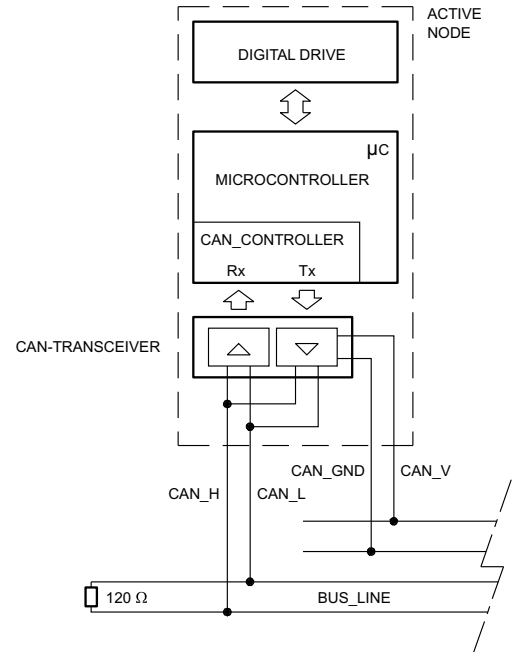 ACTIVE
NODE
DIGITAL DRIVE
µC
MICROCONTROLLER
CAN_CONTROLLER
Rx Tx
CAN-TRANSCEIVER
CAN_GND CAN_V
CAN_H CAN_L
120 Ω BUS_LINE